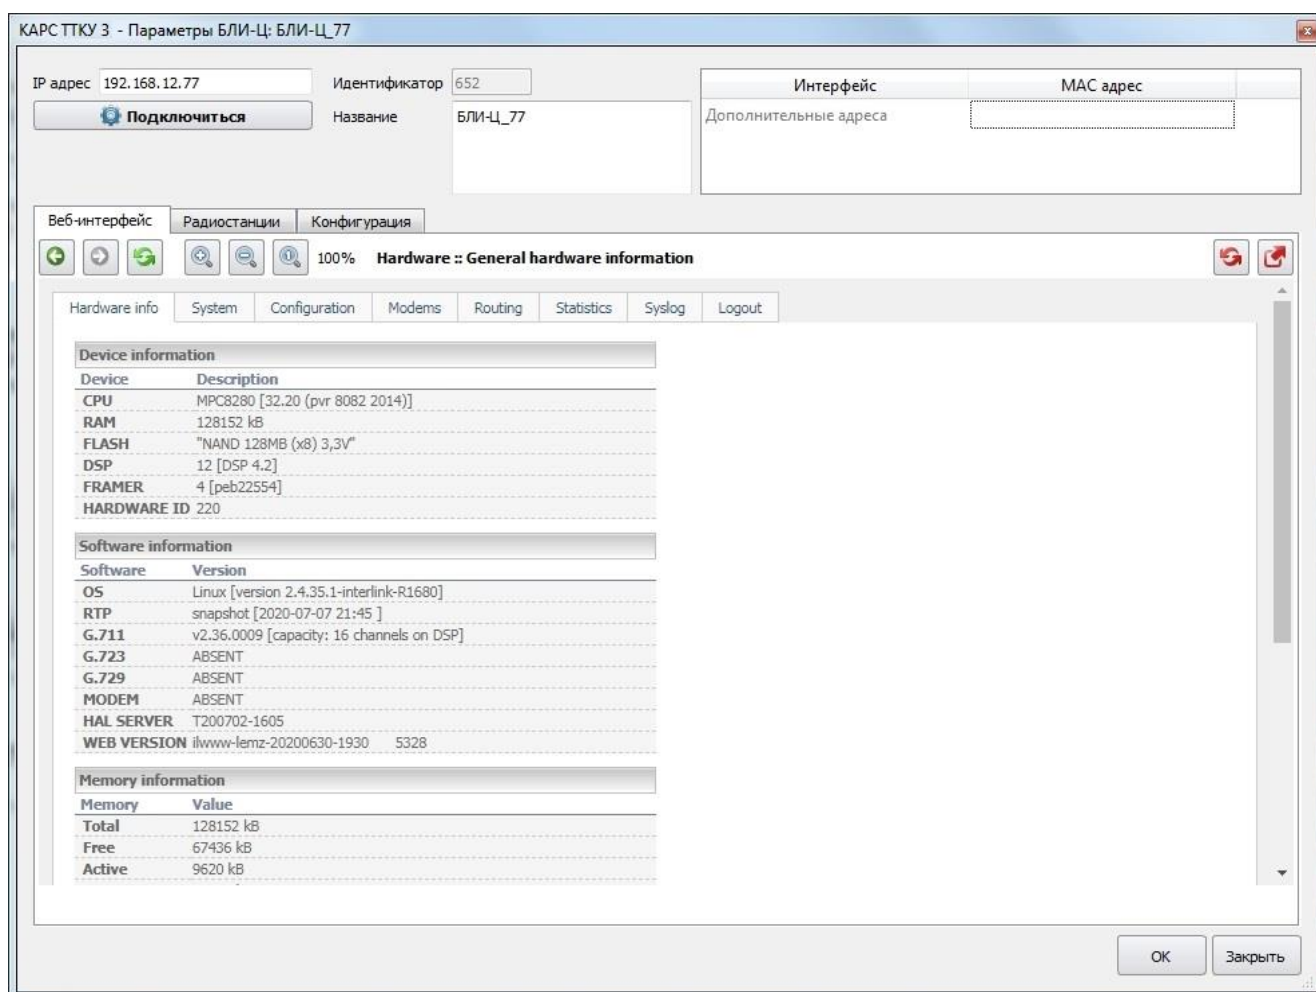 КАРС ТТКУ 3 - Параметры БЛИ-Ц: БЛИ-Ц_77
IP адрес 192.168.12.77 Идентификатор 652 Интерфейс MAC адрес
Подключиться Название БЛИ-Ц_77 Дополнительные адреса
Веб-интерфейс Радиостанции Конфигурация
100% Hardware :: General hardware information
Hardware info System Configuration Modems Routing Statistics Syslog Logout
Device information
Device Description
CPU MPC8280 [32.20 (pvr 8082 2014)]
RAM 128152 kB
FLASH "NAND 128MB (x8) 3,3V"
DSP 12 [DSP 4.2]
FRAMER 4 [peb22554]
HARDWARE ID 220
Software information
Software Version
OS Linux [version 2.4.35.1-interlink-R1680]
RTP snapshot [2020-07-07 21:45 ]
G.711 v2.36.0009 [capacity: 16 channels on DSP]
G.723 ABSENT
G.729 ABSENT
MODEM ABSENT
HAL SERVER T200702-1605
WEB VERSION ilwww-lemz-20200630-1930 5328
Memory information
Memory Value
Total 128152 kB
Free 67436 kB
Active 9620 kB
OK Закрыть